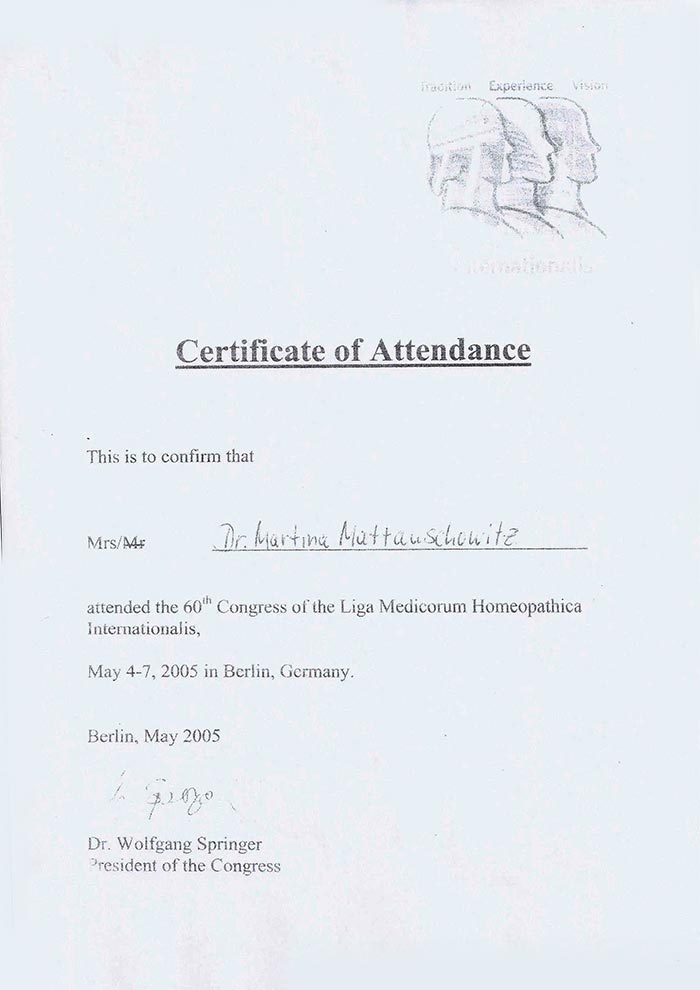 Tradition Experience Vision
Certificate of Attendance
This is to confirm that
Mrs/Mr Dr. Martina Mattauschowitz
attended the 60th Congress of the Liga Medicorum Homeopathica
Internationalis,
May 4-7, 2005 in Berlin, Germany.
Berlin, May 2005
Dr. Wolfgang Springer
President of the Congress